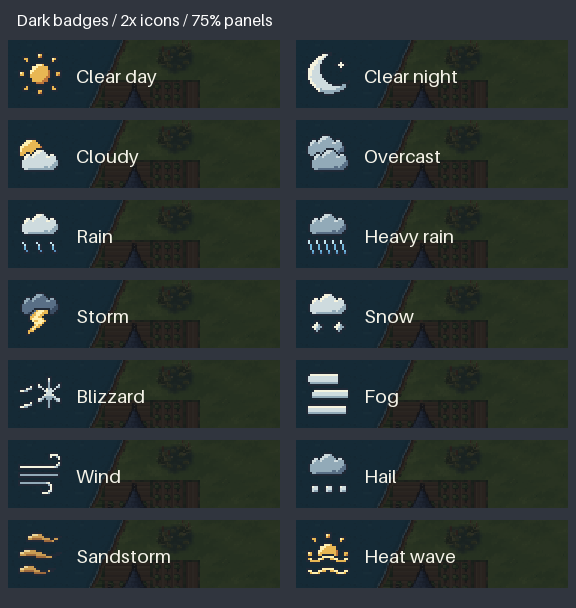 Dark badges / 2x icons / 75% panels
Clear day
Clear night
Cloudy
Overcast
Rain
Heavy rain
Storm
Snow
Blizzard
Fog
Wind
Hail
Sandstorm
Heat wave